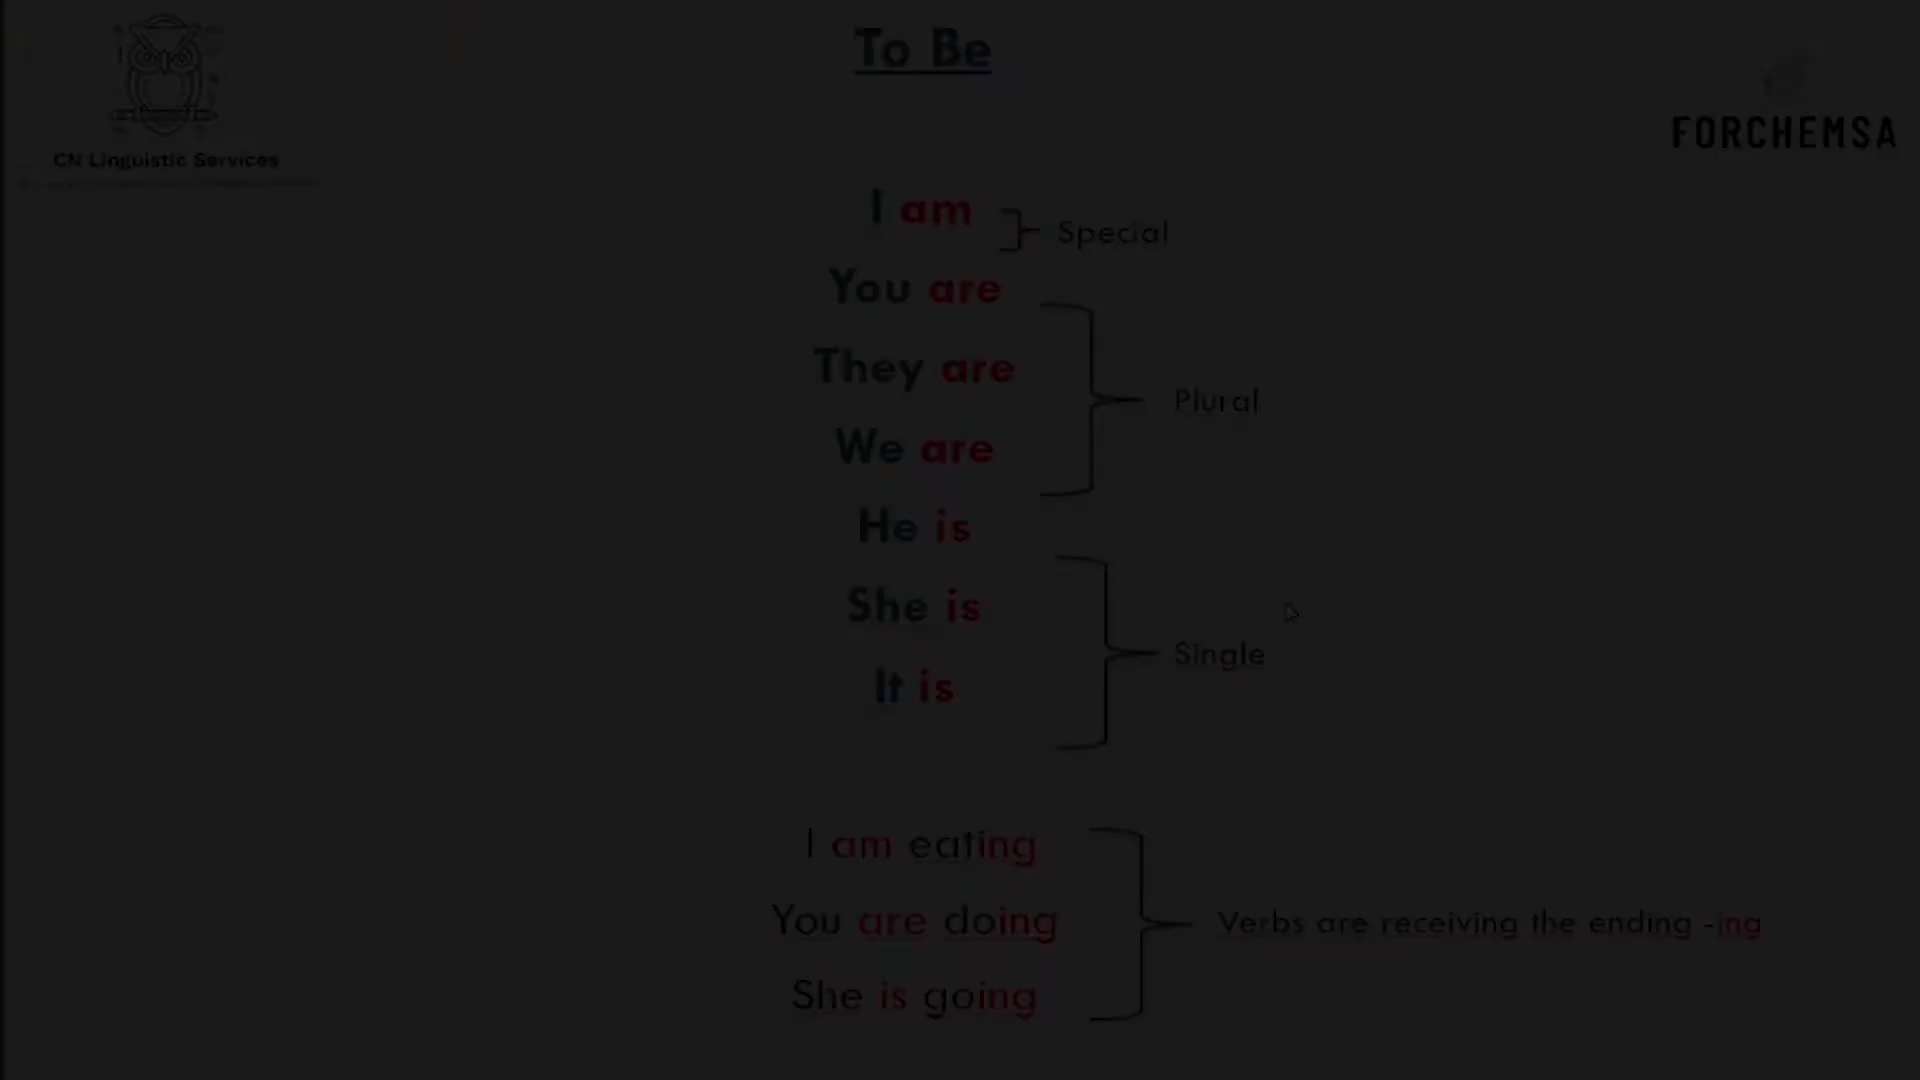 To Be
CN Linguistic Services
FORCHEMSA
I am
Special
You are
They are
Plural
We are
He is
She is
Single
It is
I am eating
You are doing
Verbs are receiving the ending -ing
She is going